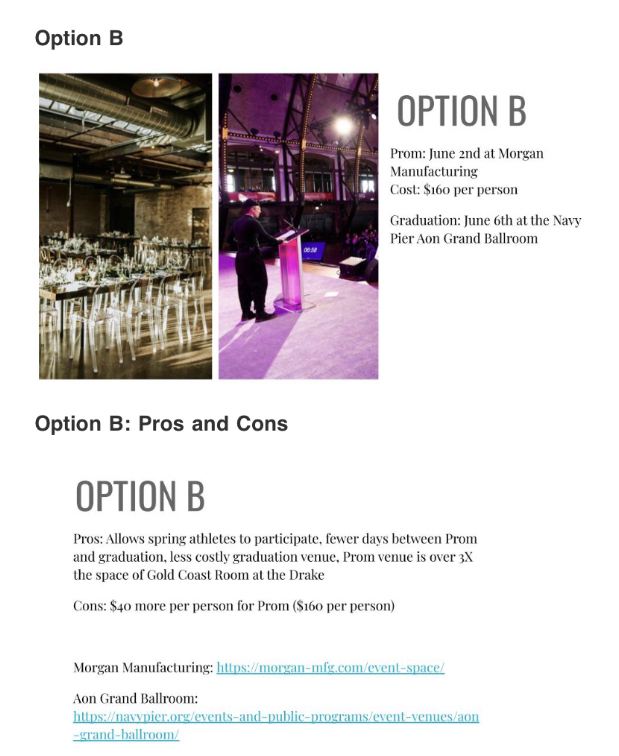 Option B
OPTION B
Prom: June 2nd at Morgan
Manufacturing
Cost: $160 per person
Graduation: June 6th at the Navy
Pier Aon Grand Ballroom
00:50
Option B: Pros and Cons
OPTION B
Pros: Allows spring athletes to participate, fewer days between Prom
and graduation, less costly graduation venue, Prom venue is over 3X
the space of Gold Coast Room at the Drake
Cons: $40 more per person for Prom ($160 per person)
Morgan Manufacturing: https://morgan-mfg.com/event-space/
Aon Grand Ballroom:
https://navypier.org/events-and-public-programs/event-venues/aon
-grand-ballroom/